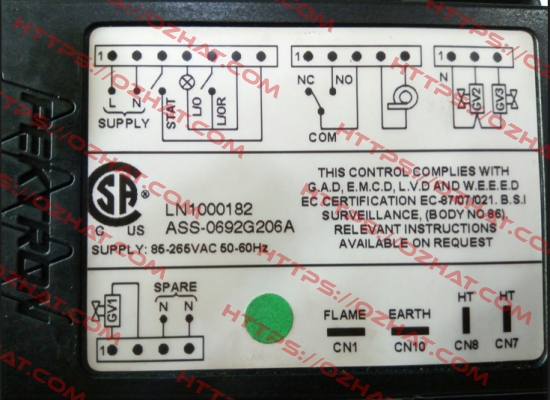 PEKTRON
1
1
1
L
N
SUPPLY
STAT
L/O
L/OR
NC
NO
COM
GV2
GV3
SA
C US
LN1000182
ASS-0692G206A
SUPPLY: 85-265VAC 50-60Hz
THIS CONTROL COMPLIES WITH
G.A.D, E.M.C.D, L.V.D AND W.E.E.E.D
EC CERTIFICATION EC-87/01/021. B.S.I
SURVEILLANCE, (BODY NO 86)
RELEVANT INSTRUCTIONS
AVAILABLE ON REQUEST
GV1
SPARE
N N
1
FLAME
CN1
EARTH
CN10
HT
CN8
HT
CN7
HTTPS://OZHAT.COM